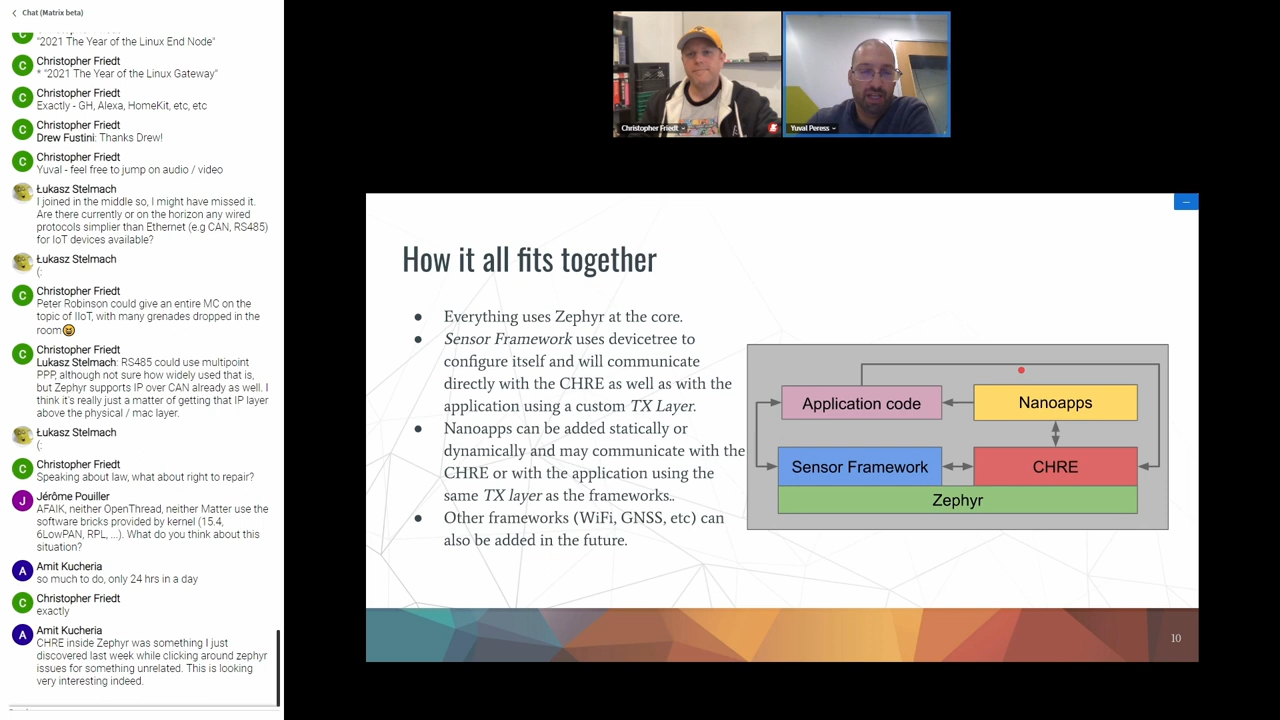 Chat (Matrix beta)
"2021 The Year of the Linux End Node"
Christopher Friedt
* "2021 The Year of the Linux Gateway"
Christopher Friedt
Exactly - GH, Alexa, HomeKit, etc, etc
Christopher Friedt
Drew Fustini: Thanks Drew!
Christopher Friedt
Yuval - feel free to jump on audio / video
Łukasz Stelmach
I joined in the middle so, I might have missed it.
Are there currently or on the horizon any wired
protocols simplier than Ethernet (e.g CAN, RS485)
for IoT devices available?
Łukasz Stelmach
(:
Christopher Friedt
Peter Robinson could give an entire MC on the
topic of IIoT, with many grenades dropped in the
room😄
Christopher Friedt
Lukasz Stelmach: RS485 could use multipoint
PPP, although not sure how widely used that is,
but Zephyr supports IP over CAN already as well. I
think it's really just a matter of getting that IP layer
above the physical / mac layer.
Łukasz Stelmach
(:
Christopher Friedt
Speaking about law, what about right to repair?
Jérôme Pouiller
AFAIK, neither OpenThread, neither Matter use the
software bricks provided by kernel (15.4,
6LowPAN, RPL, ...). What do you think about this
situation?
Amit Kucheria
so much to do, only 24 hrs in a day
Christopher Friedt
exactly
Amit Kucheria
CHRE inside Zephyr was something I just
discovered last week while clicking around zephyr
issues for something unrelated. This is looking
very interesting indeed.
Christopher Friedt
Yuval Peress
How it all fits together
● Everything uses Zephyr at the core.
● Sensor Framework uses devicetree to
configure itself and will communicate
directly with the CHRE as well as with the
application using a custom TX Layer.
● Nanoapps can be added statically or
dynamically and may communicate with the
CHRE or with the application using the
same TX layer as the frameworks..
● Other frameworks (WiFi, GNSS, etc) can
also be added in the future.
Application code
Nanoapps
Sensor Framework
CHRE
Zephyr
10